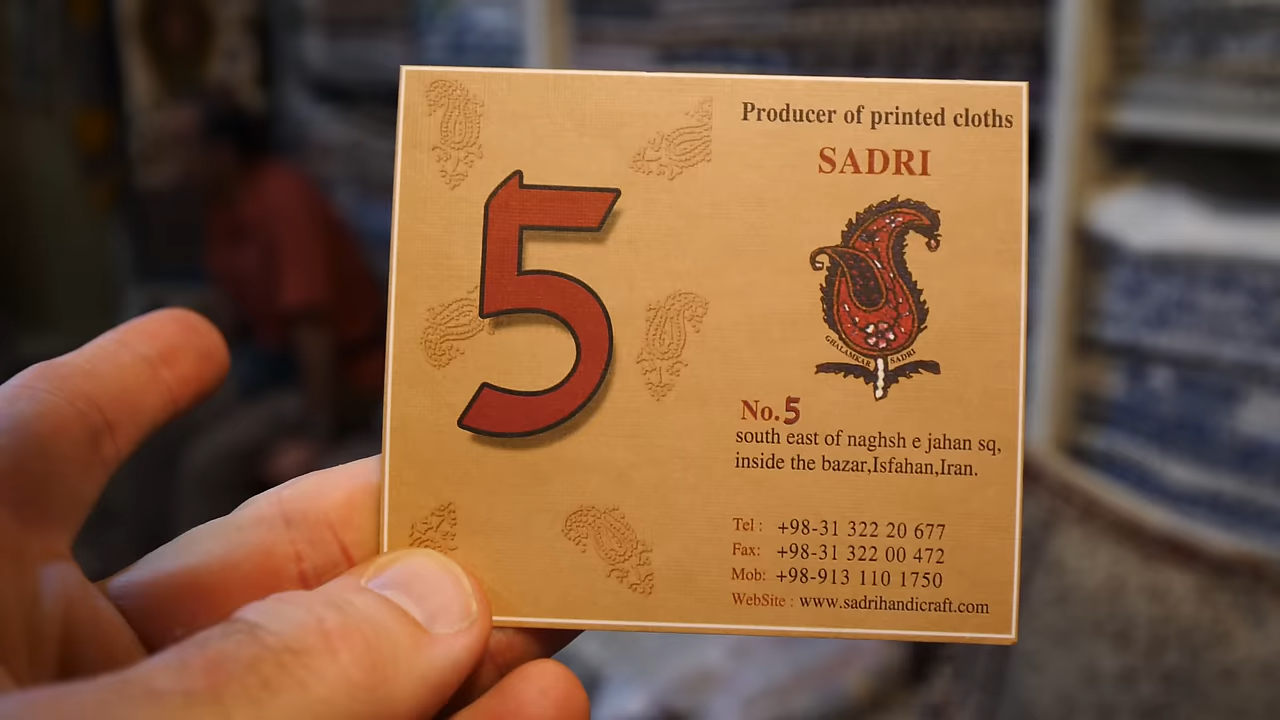 5
Producer of printed cloths
SADRI
GHALAMKAR SADRI
No.5
south east of naghsh e jahan sq,
inside the bazar,Isfahan,Iran.
Tel : +98-31 322 20 677
Fax: +98-31 322 00 472
Mob: +98-913 110 1750
WebSite : www.sadrihandicraft.com